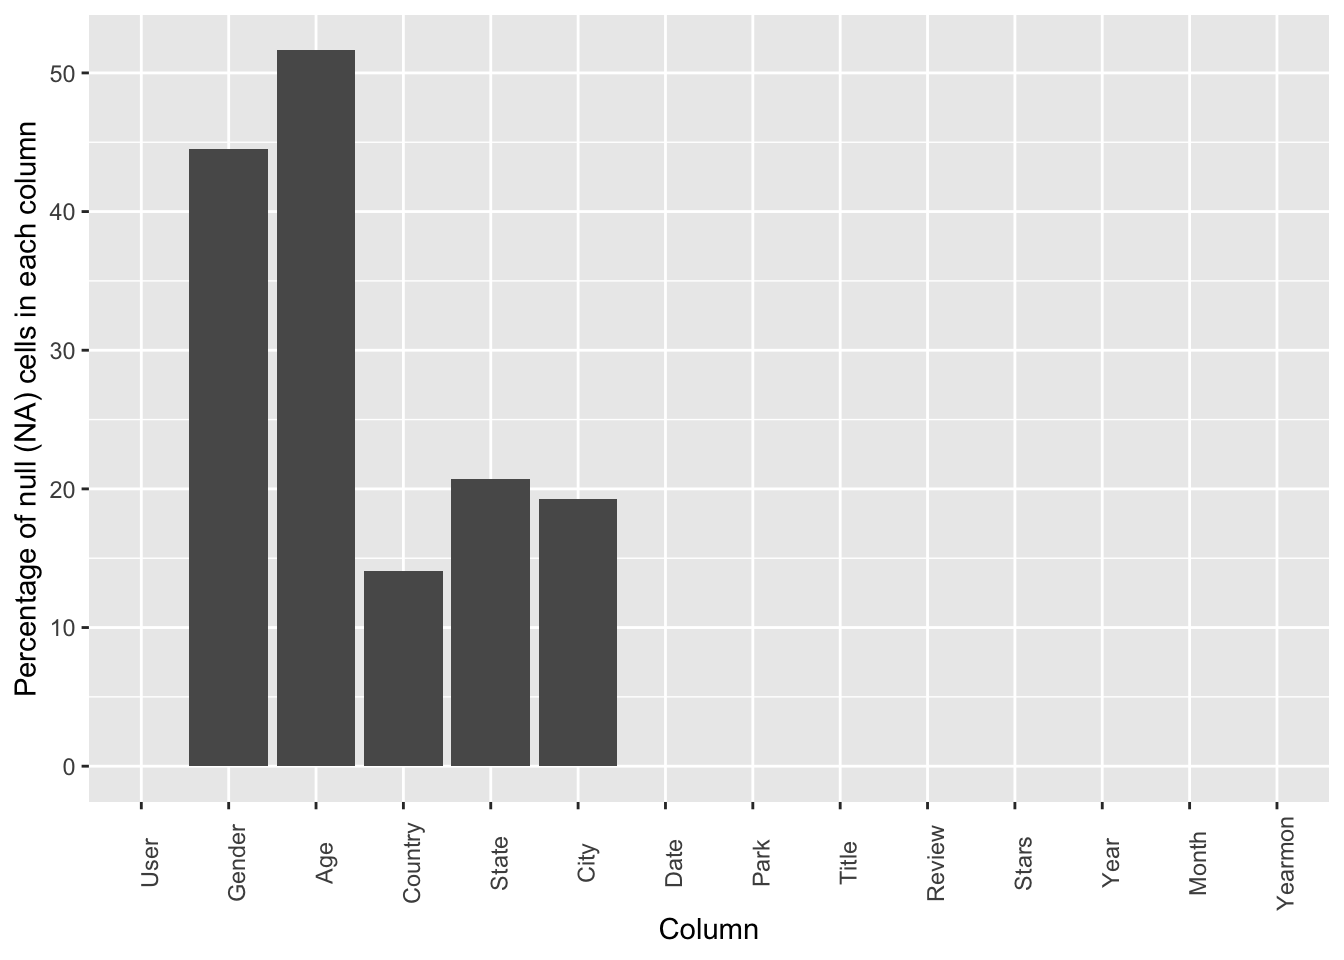 Percentage of null (NA) cells in each column
50
40
30
20
10
0
User
Gender
Age
Country
State
City
Date
Park
Title
Review
Stars
Year
Month
Yearmon
Column